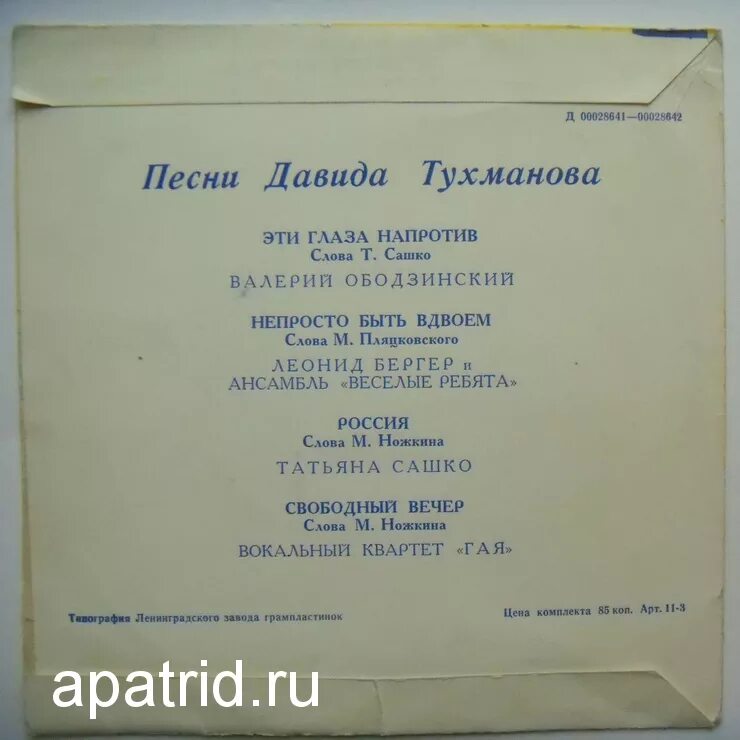 Д 00028641—00028642
Песни Давида Тухманова
ЭТИ ГЛАЗА НАПРОТИВ
Слова Т. Сашко
ВАЛЕРИЙ ОБОДЗИНСКИЙ
НЕПРОСТО БЫТЬ ВДВОЕМ
Слова М. Пляцковского
ЛЕОНИД БЕРГЕР и
АНСАМБЛЬ «ВЕСЕЛЫЕ РЕБЯТА»
РОССИЯ
Слова М. Ножкина
ТАТЬЯНА САШКО
СВОБОДНЫЙ ВЕЧЕР
Слова М. Ножкина
ВОКАЛЬНЫЙ КВАРТЕТ «ГАЯ»
Типография Ленинградского завода грампластинок
Цена комплекта 85 коп. Арт. 11-3
apatrid.ru